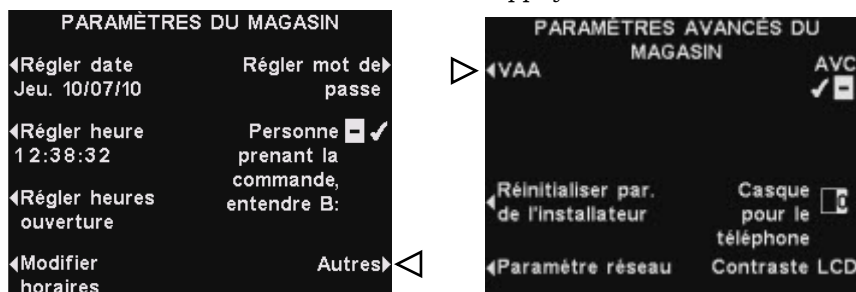 PARAMÈTRES DU MAGASIN
Régler date
Jeu. 10/07/10
Régler mot de
passe
Régler heure
12:38:32
Personne - ✓
prenant la
commande,
entendre B:
Régler heures
ouverture
Modifier
horaires
Autres
PARAMÈTRES AVANCÉS DU
MAGASIN
VAA
AVC
✓ -
Réinitialiser par.
de l'installateur
Casque
pour le
téléphone
0
Paramètre réseau
Contraste LCD